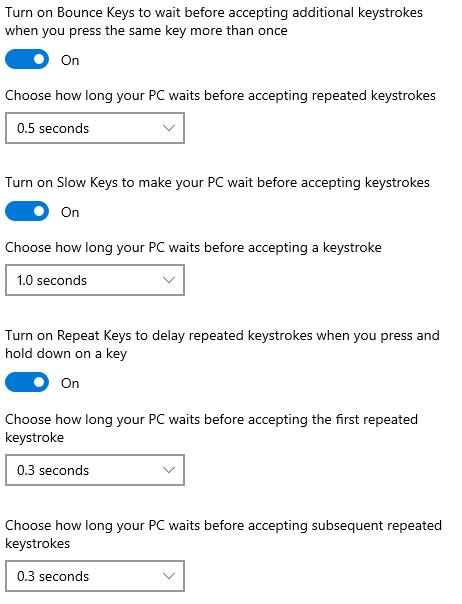 Turn on Bounce Keys to wait before accepting additional keystrokes
when you press the same key more than once
On
Choose how long your PC waits before accepting repeated keystrokes
0.5 seconds
Turn on Slow Keys to make your PC wait before accepting keystrokes
On
Choose how long your PC waits before accepting a keystroke
1.0 seconds
Turn on Repeat Keys to delay repeated keystrokes when you press and
hold down on a key
On
Choose how long your PC waits before accepting the first repeated
keystroke
0.3 seconds
Choose how long your PC waits before accepting subsequent repeated
keystrokes
0.3 seconds